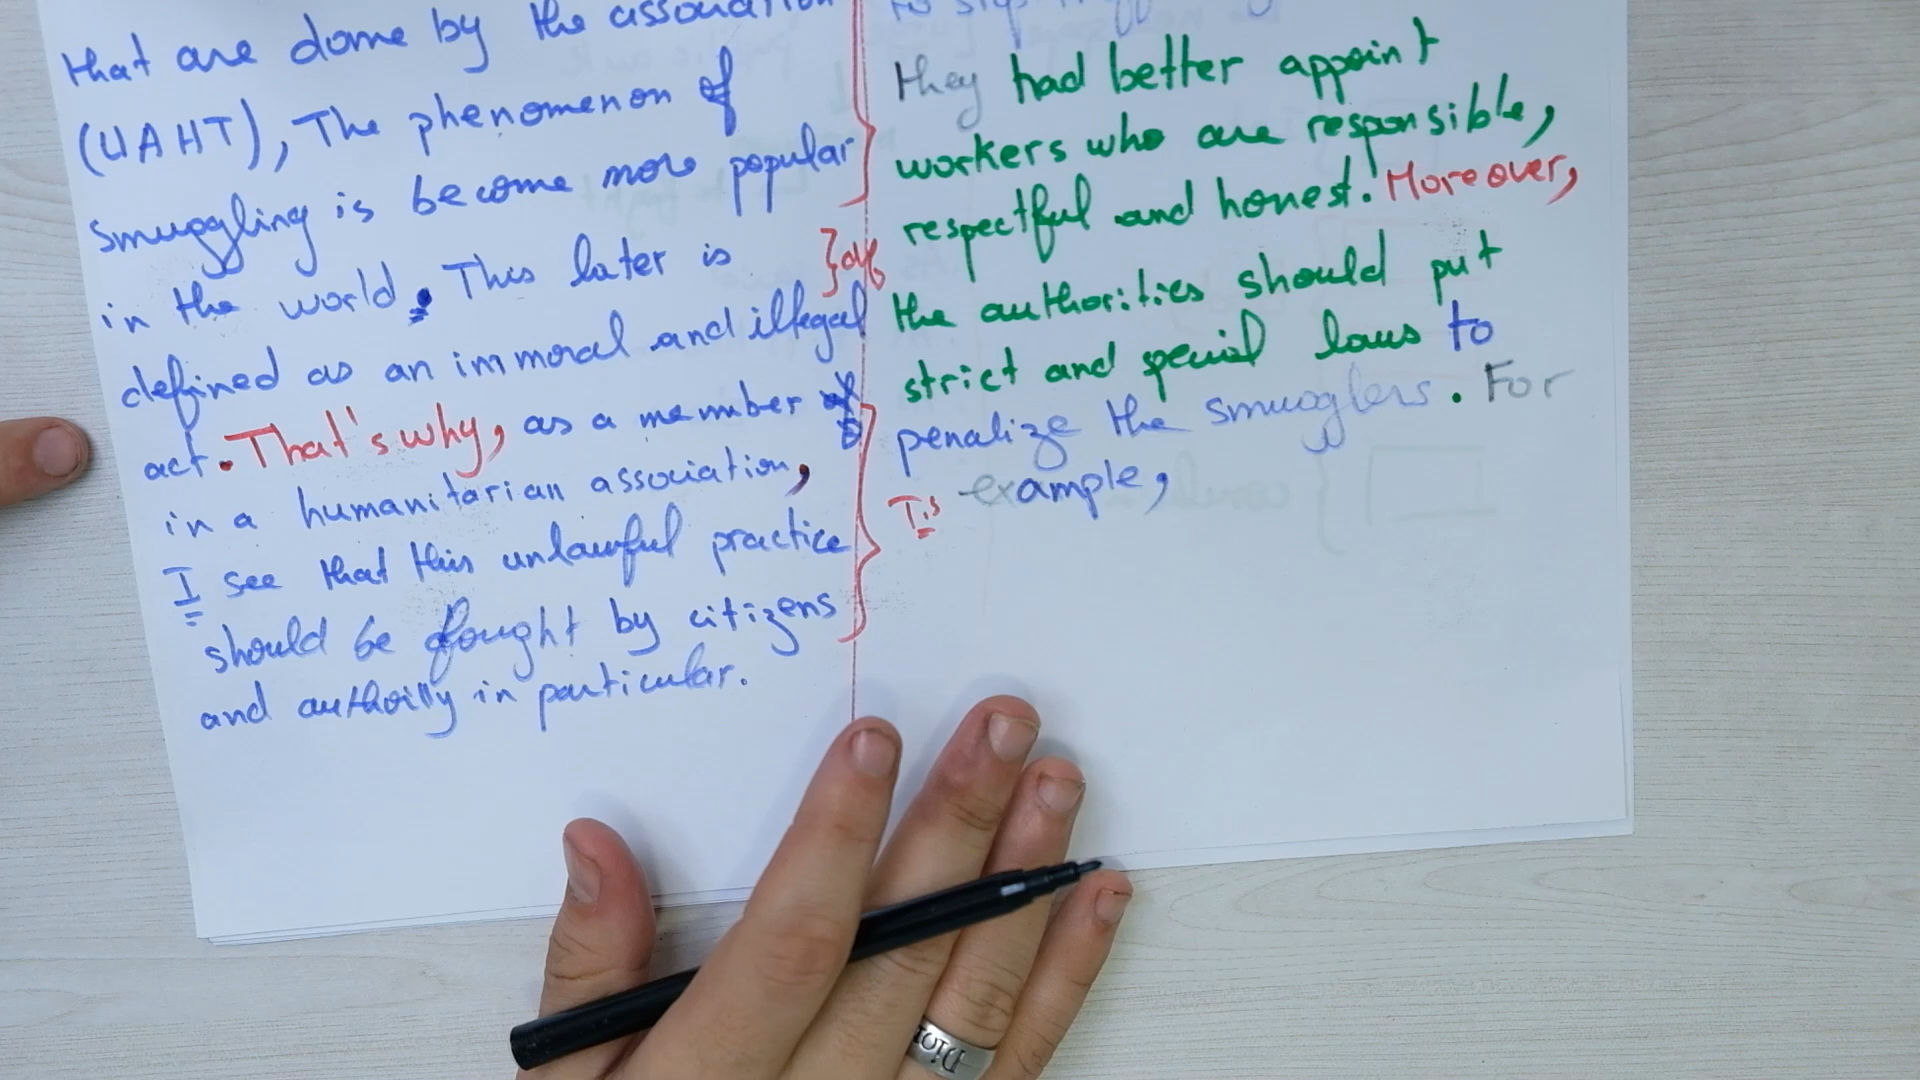 that are done by the association
(UAHT), The phenomenon of
smuggling is become more popular
in the world. This later is
defined as an immoral and illegal
act. That's why, as a member
in a humanitarian association,
I see that this unlawful practice
should be fought by citizens
and authoirly in particular.
}def
T.s
they had better appoint
workers who are responsible,
respectful and honest. Moreover,
the authorities should put
strict and special laws to
penalize the smugglers. For
example,